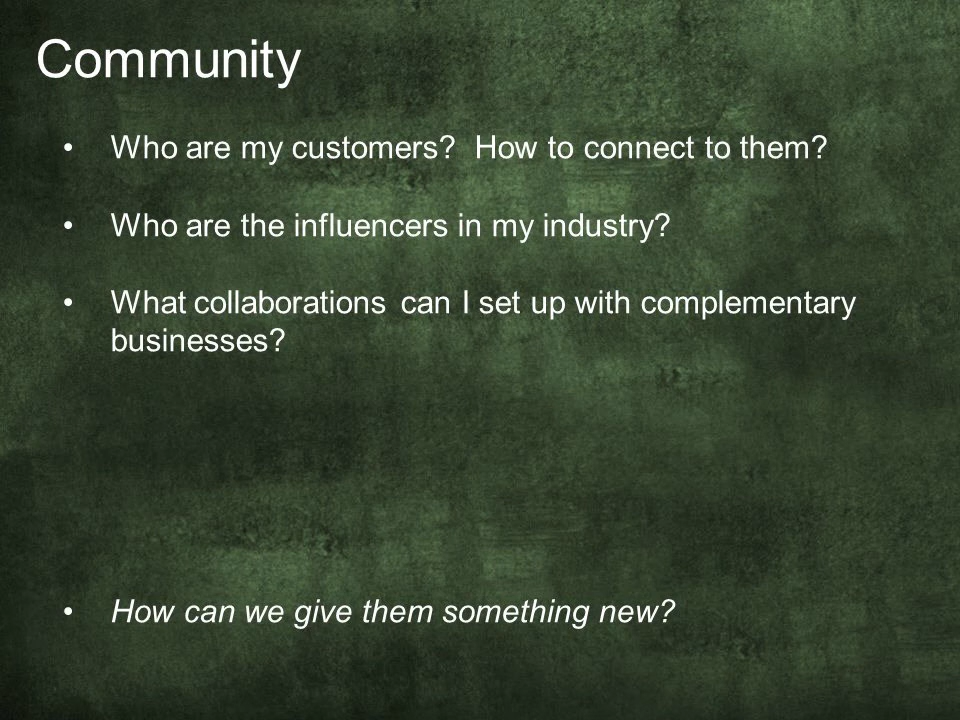 Community
• Who are my customers?  How to connect to them?
• Who are the influencers in my industry?
• What collaborations can I set up with complementary
businesses?
• How can we give them something new?